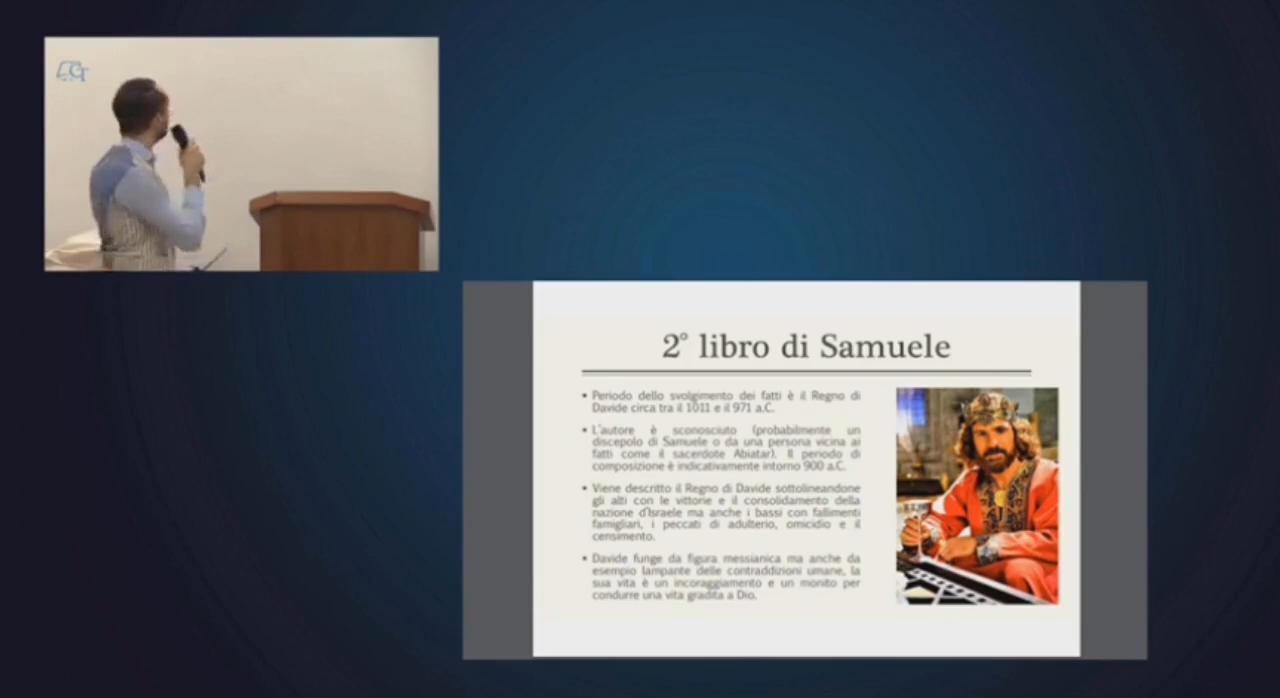 CT
2° libro di Samuele
▪ Periodo dello svolgimento dei fatti è il Regno di
Davide circa tra il 1011 e il 971 a.C.
▪ L'autore è sconosciuto (probabilmente un
discepolo di Samuele o da una persona vicina ai
fatti come il sacerdote Abiatar). Il periodo di
composizione è indicativamente intorno 900 a.C.
▪ Viene descritto il Regno di Davide sottolineandone
gli alti con le vittorie e il consolidamento della
nazione d'Israele ma anche i bassi con fallimenti
famigliari, i peccati di adulterio, omicidio e il
censimento.
▪ Davide funge da figura messianica ma anche da
esempio lampante delle contraddizioni umane, la
sua vita è un incoraggiamento e un monito per
condurre una vita gradita a Dio.